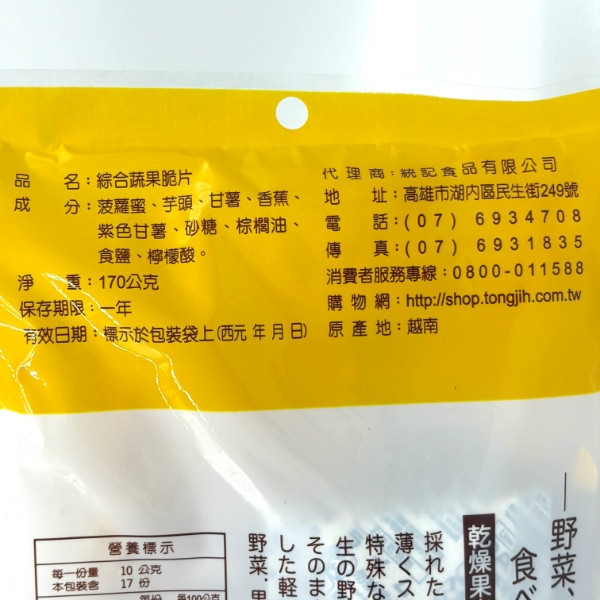 品 名：綜合蔬果脆片
成 分：菠蘿蜜、芋頭、甘薯、香蕉、
紫色甘薯、砂糖、棕櫚油、
食鹽、檸檬酸。
淨 重：170公克
保存期限：一年
有效日期：標示於包裝袋上(西元 年 月 日)
代 理 商：統記食品有限公司
地 址：高雄市湖內區民生街249號
電 話：(07) 6934708
傳 真：(07) 6931835
消費者服務專線：0800-011588
購 物 網：http://shop.tongjih.com.tw
原 產 地：越南
營養標示
每一份量 10 公克
本包裝含 17 份
每份 每100公克
野菜、
食べ
乾燥果
採れた
薄くス
特殊な
生の野
そのま
した軽
野菜、果